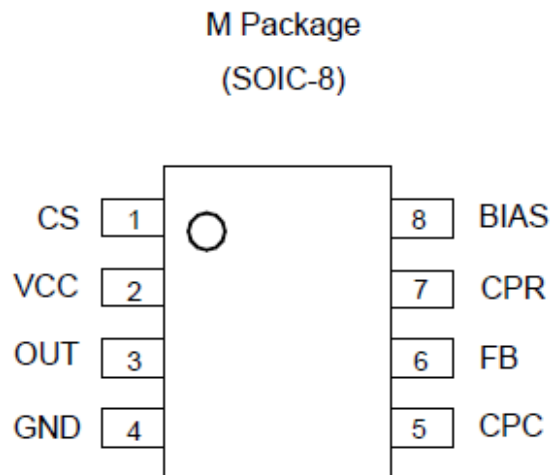 M Package
(SOIC-8)
CS 1 8 BIAS
VCC 2 7 CPR
OUT 3 6 FB
GND 4 5 CPC